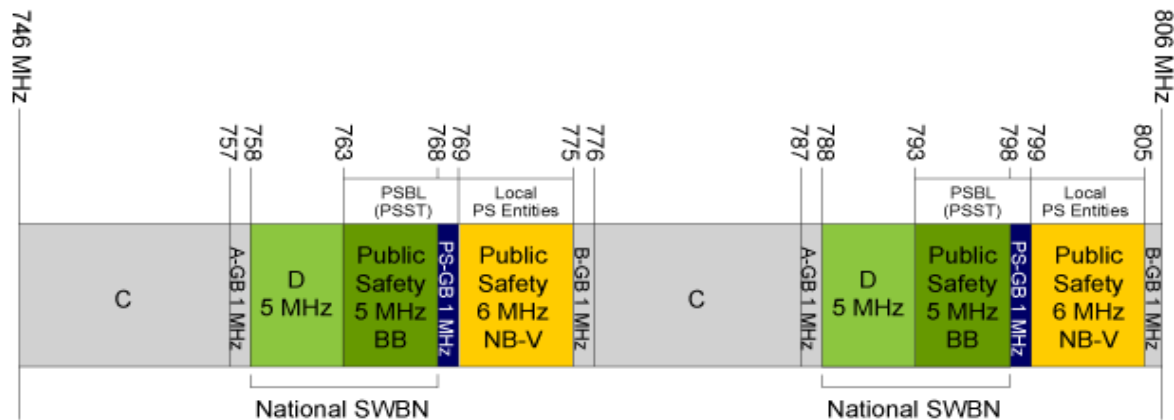 746 MHz
806 MHz
757
758
763
768
769
775
776
787
788
793
798
799
805
PSBL
(PSST)
Local
PS Entities
PSBL
(PSST)
Local
PS Entities
C
A-GB 1 MHz
D
5 MHz
Public
Safety
5 MHz
BB
PS-GB 1 MHz
Public
Safety
6 MHz
NB-V
B-GB 1 MHz
C
A-GB 1 MHz
D
5 MHz
Public
Safety
5 MHz
BB
PS-GB 1 MHz
Public
Safety
6 MHz
NB-V
B-GB 1 MHz
National SWBN
National SWBN